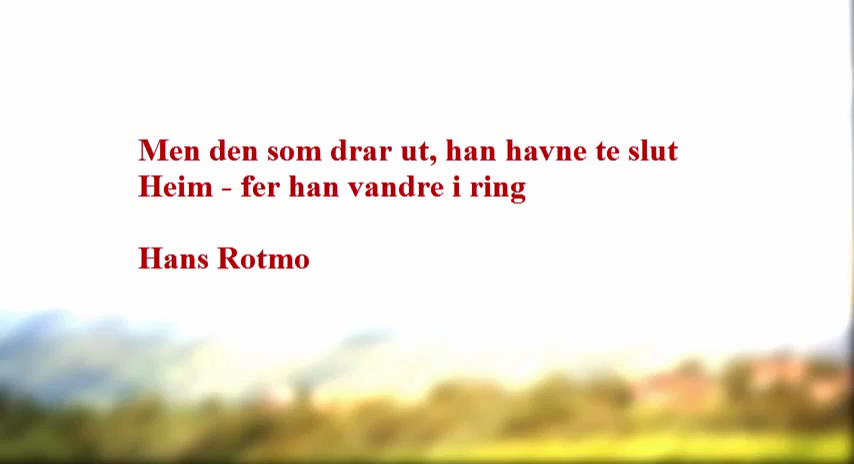 Men den som drar ut, han havne te slut
Heim - fer han vandre i ring
Hans Rotmo